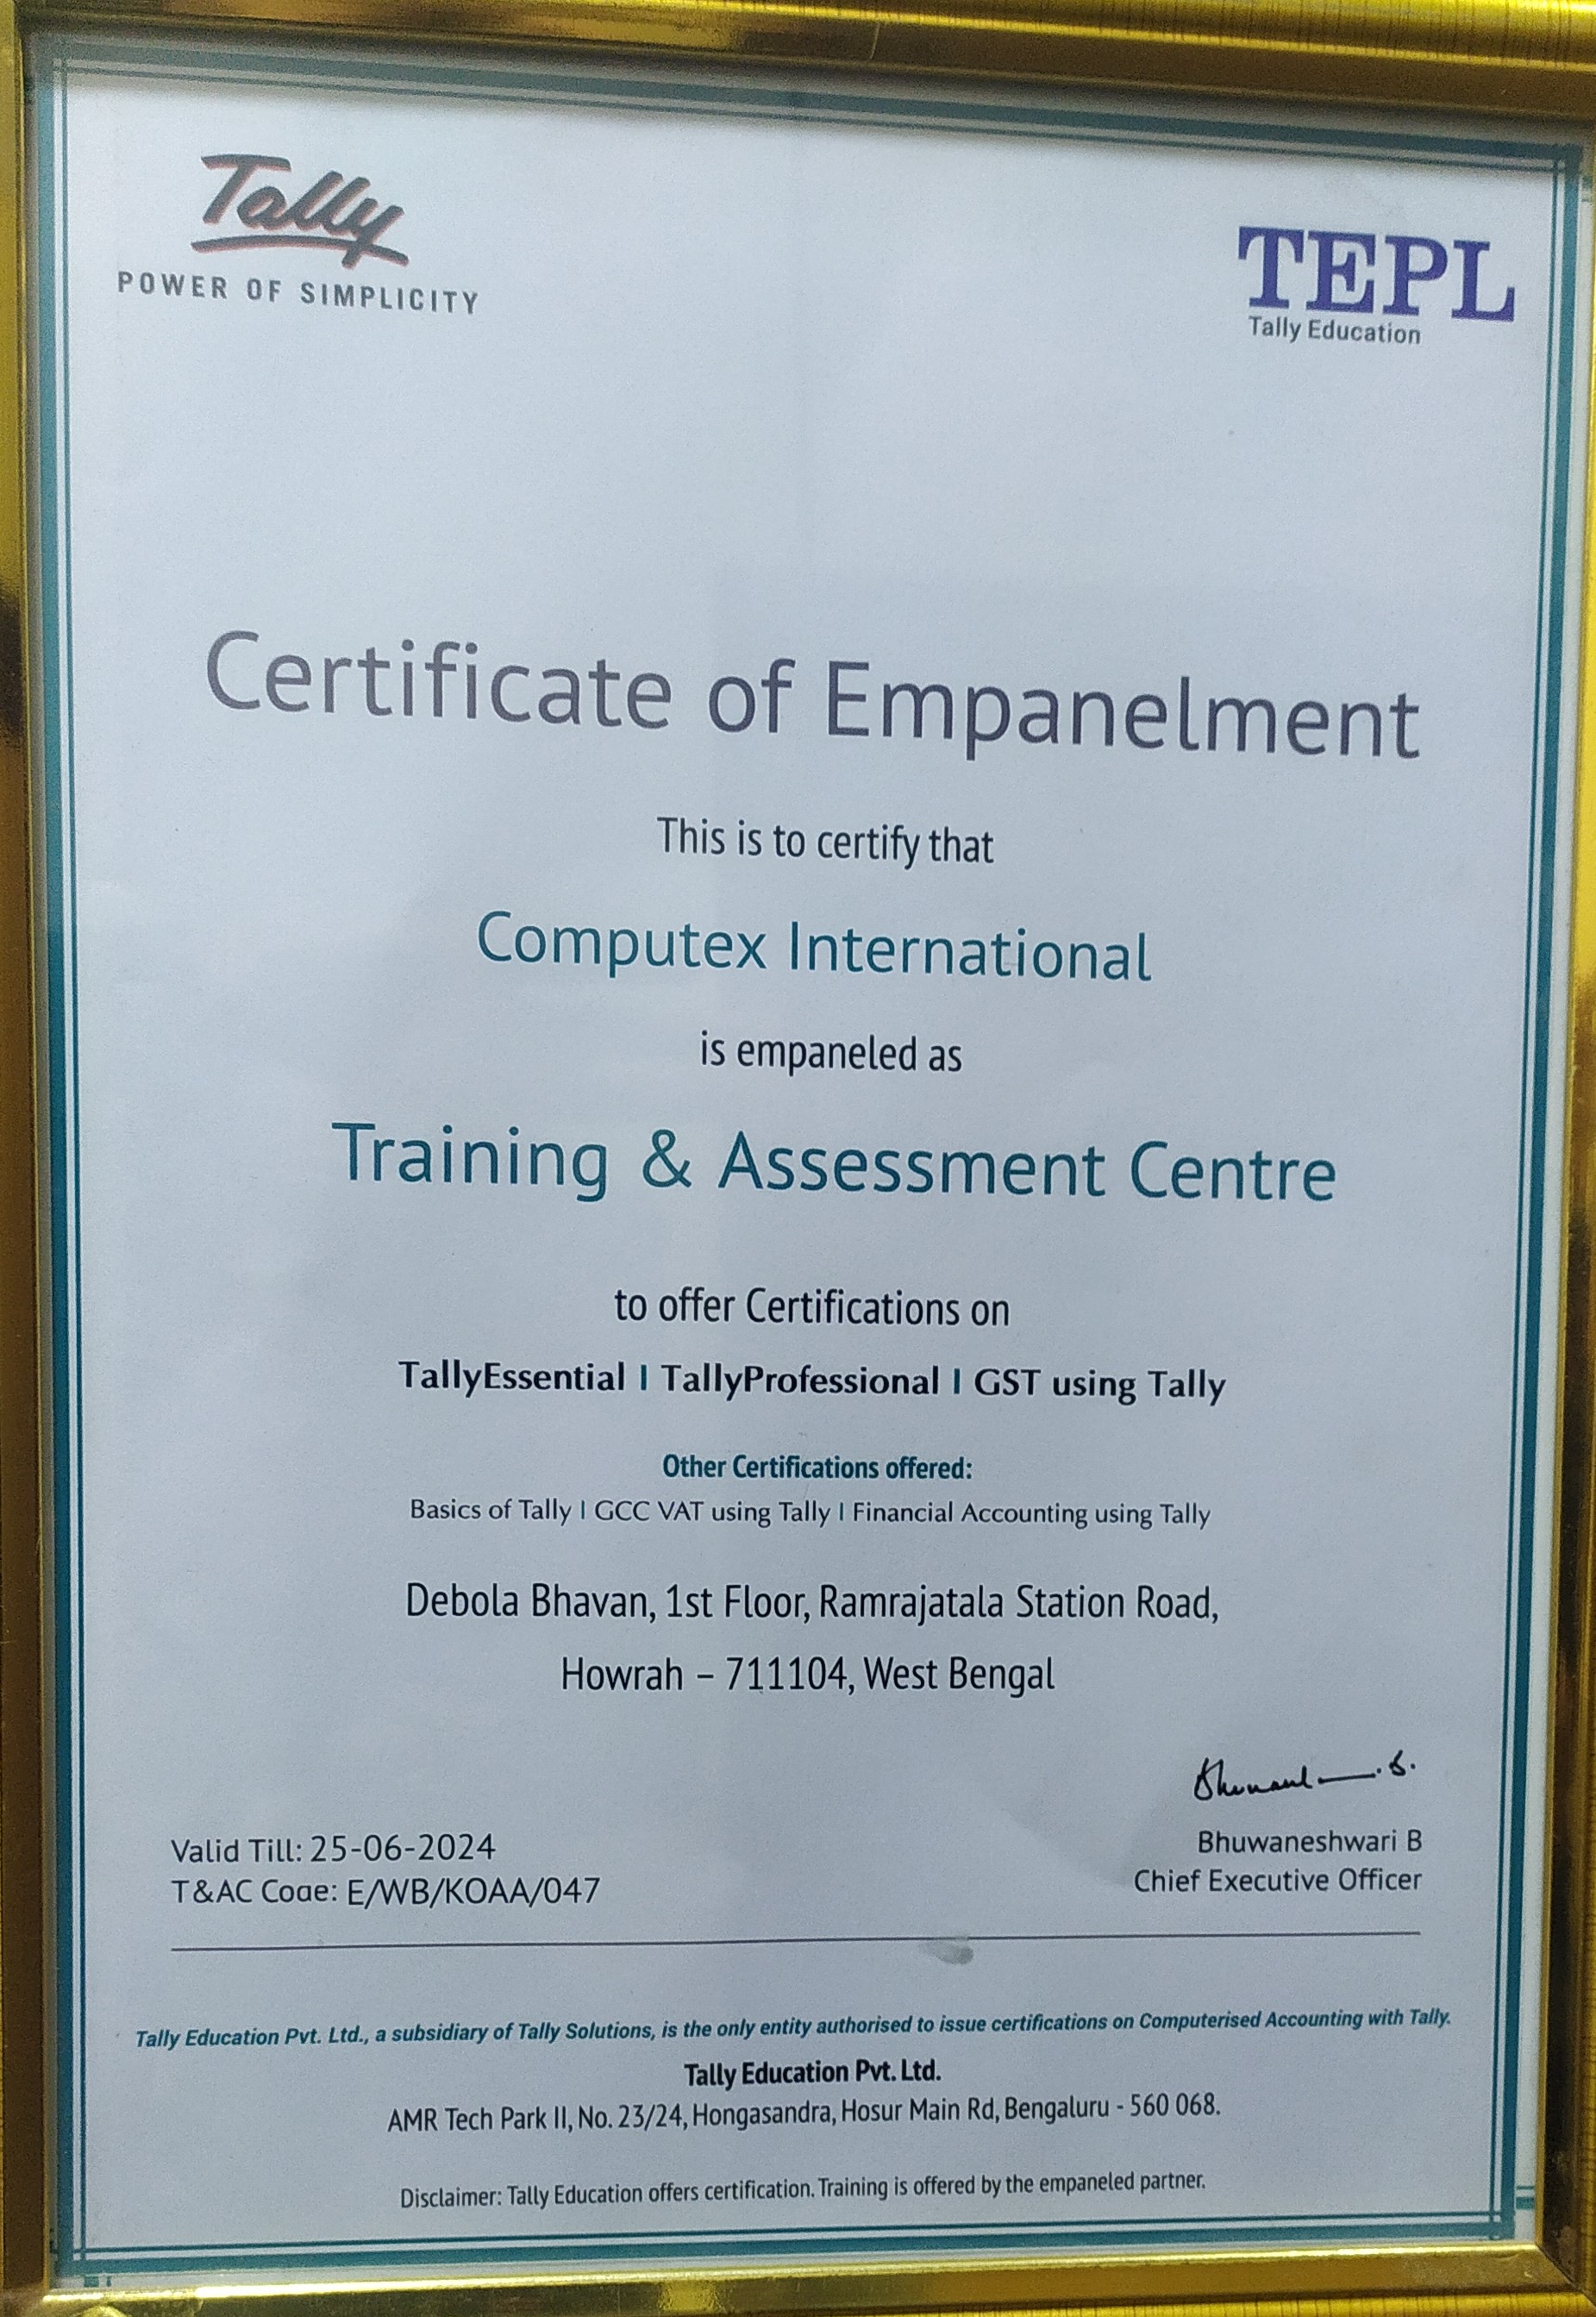 Tally
POWER OF SIMPLICITY
TEPL
Tally Education
Certificate of Empanelment
This is to certify that
Computex International
is empaneled as
Training & Assessment Centre
to offer Certifications on
TallyEssential | TallyProfessional | GST using Tally
Other Certifications offered:
Basics of Tally | GCC VAT using Tally | Financial Accounting using Tally
Debola Bhavan, 1st Floor, Ramrajatala Station Road,
Howrah – 711104, West Bengal
Valid Till: 25-06-2024
T&AC Code: E/WB/KOAA/047
Bhuwaneshwari B
Chief Executive Officer
Tally Education Pvt. Ltd., a subsidiary of Tally Solutions, is the only entity authorised to issue certifications on Computerised Accounting with Tally.
Tally Education Pvt. Ltd.
AMR Tech Park II, No. 23/24, Hongasandra, Hosur Main Rd, Bengaluru - 560 068.
Disclaimer: Tally Education offers certification. Training is offered by the empaneled partner.